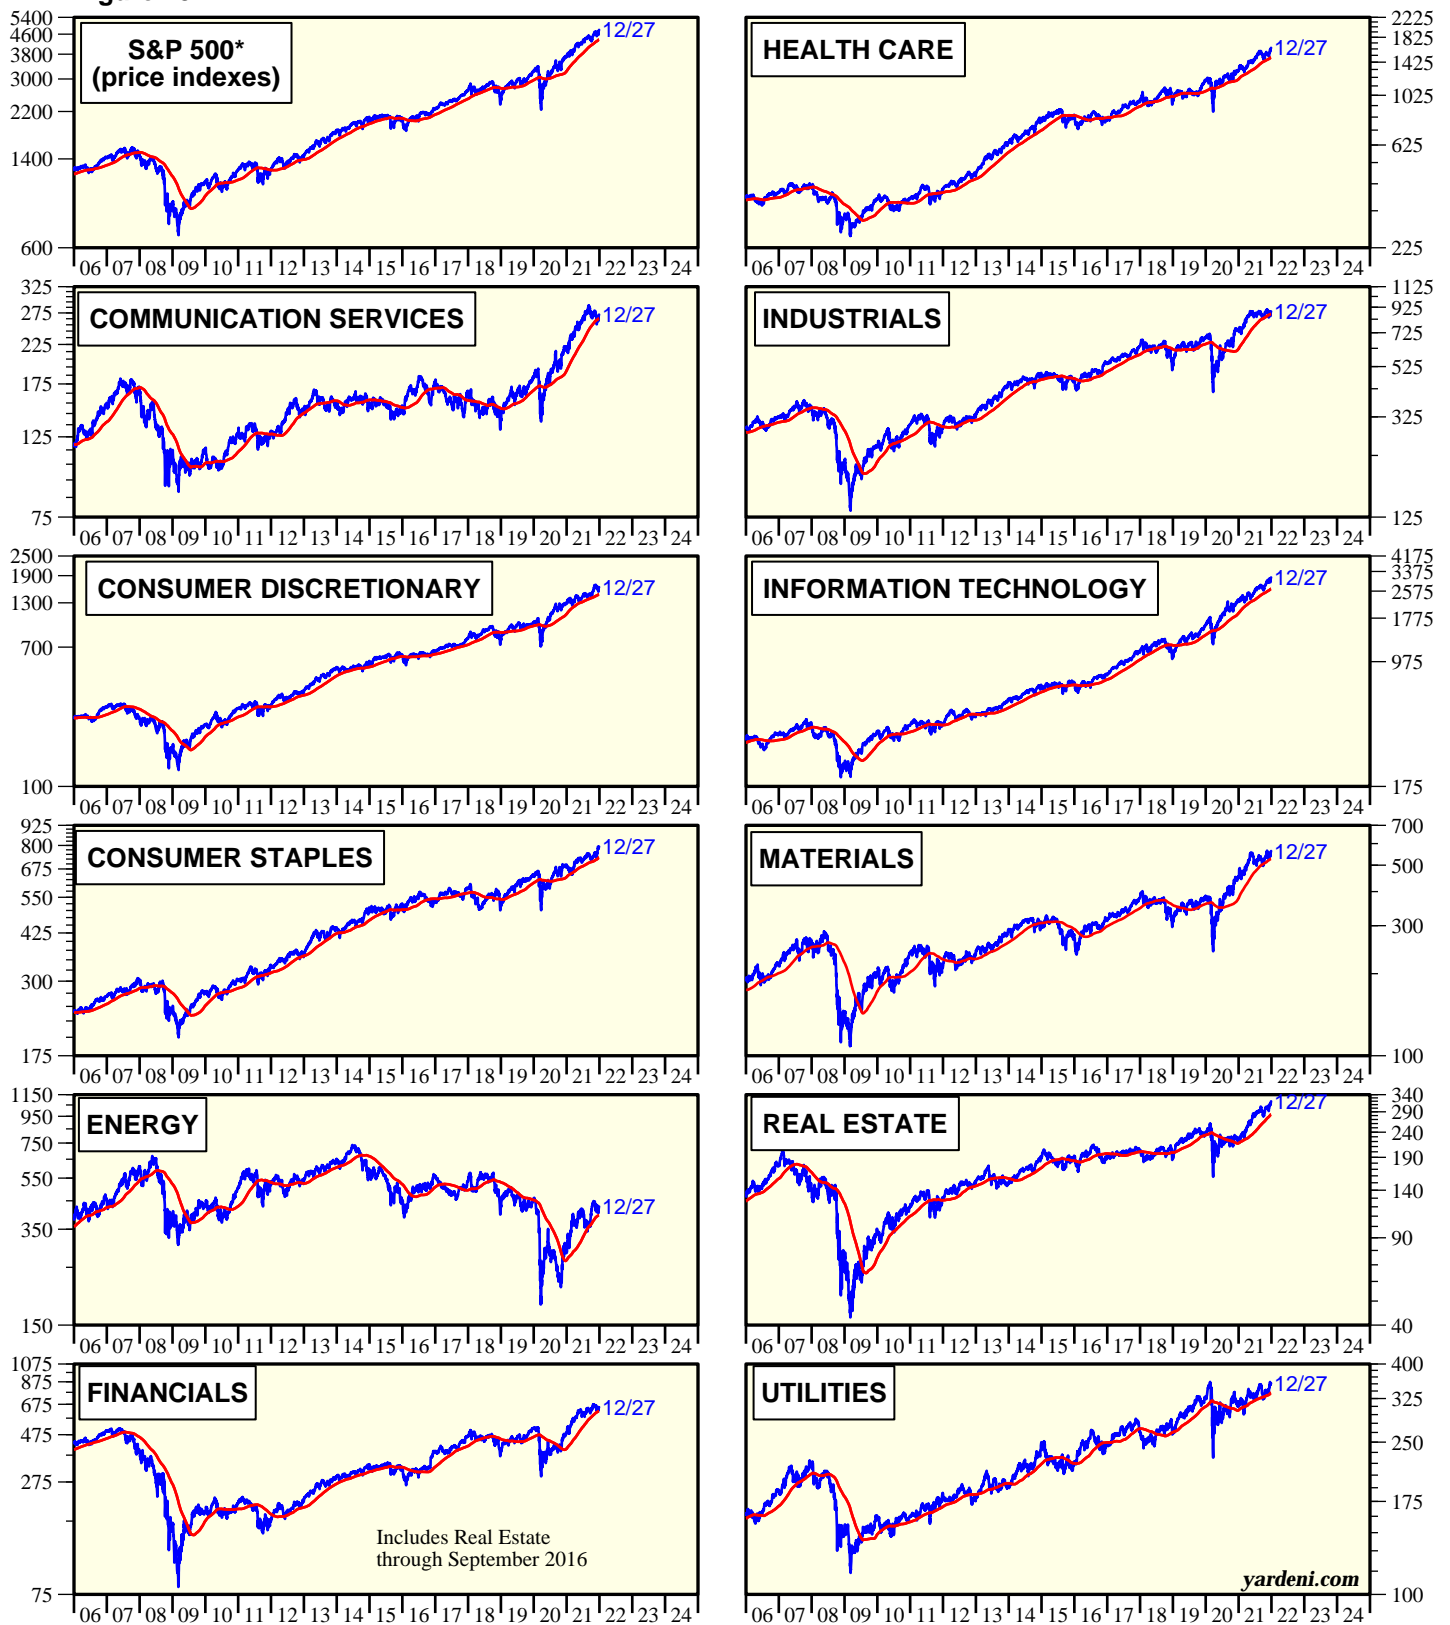 S&P 500*
(price indexes)
12/27
5400
4600
3800
3000
2200
1400
600
06 07 08 09 10 11 12 13 14 15 16 17 18 19 20 21 22 23 24
HEALTH CARE
12/27
2225
1825
1425
1025
625
225
06 07 08 09 10 11 12 13 14 15 16 17 18 19 20 21 22 23 24
COMMUNICATION SERVICES
12/27
325
275
225
175
125
75
06 07 08 09 10 11 12 13 14 15 16 17 18 19 20 21 22 23 24
INDUSTRIALS
12/27
1125
925
725
525
325
125
06 07 08 09 10 11 12 13 14 15 16 17 18 19 20 21 22 23 24
CONSUMER DISCRETIONARY
12/27
2500
1900
1300
700
100
06 07 08 09 10 11 12 13 14 15 16 17 18 19 20 21 22 23 24
INFORMATION TECHNOLOGY
12/27
4175
3375
2575
1775
975
175
06 07 08 09 10 11 12 13 14 15 16 17 18 19 20 21 22 23 24
CONSUMER STAPLES
12/27
925
800
675
550
425
300
175
06 07 08 09 10 11 12 13 14 15 16 17 18 19 20 21 22 23 24
MATERIALS
12/27
700
500
300
100
06 07 08 09 10 11 12 13 14 15 16 17 18 19 20 21 22 23 24
ENERGY
12/27
1150
950
750
550
350
150
06 07 08 09 10 11 12 13 14 15 16 17 18 19 20 21 22 23 24
REAL ESTATE
12/27
340
290
240
190
140
90
40
06 07 08 09 10 11 12 13 14 15 16 17 18 19 20 21 22 23 24
FINANCIALS
12/27
1075
875
675
475
275
75
Includes Real Estate
through September 2016
06 07 08 09 10 11 12 13 14 15 16 17 18 19 20 21 22 23 24
UTILITIES
12/27
400
325
250
175
100
yardeni.com
06 07 08 09 10 11 12 13 14 15 16 17 18 19 20 21 22 23 24